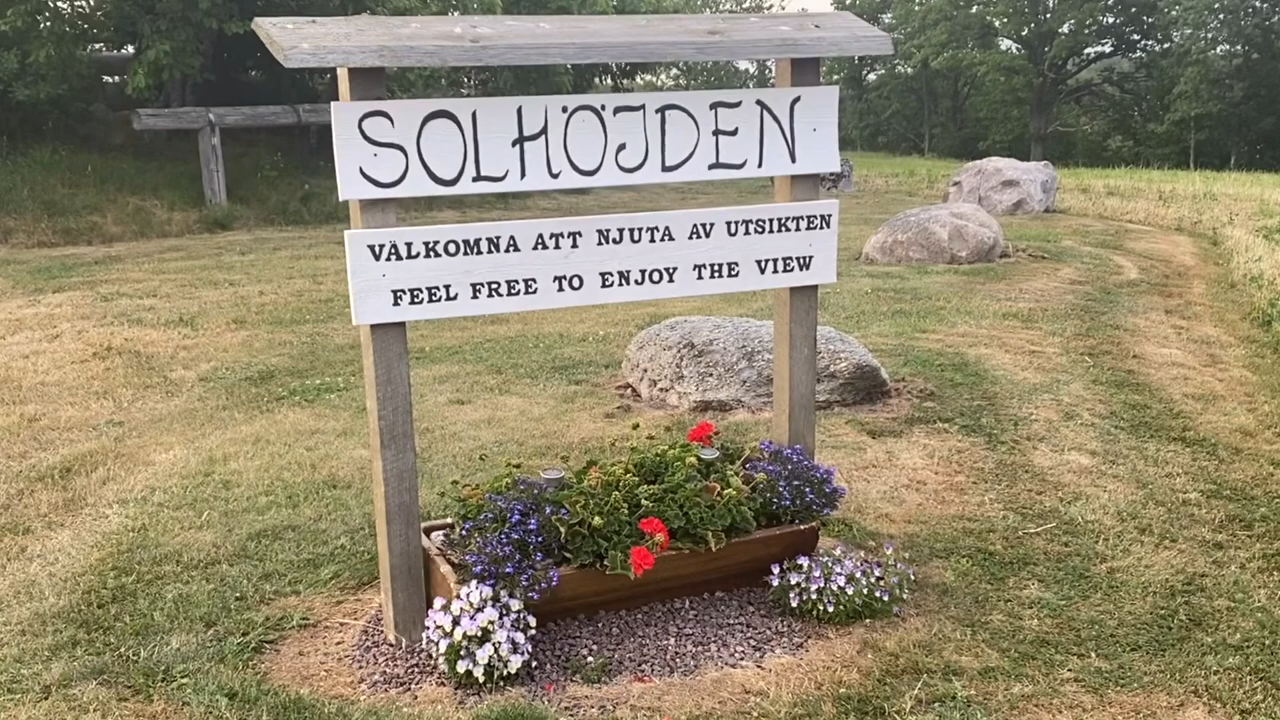 SOLHÖJDEN
VÄLKOMNA ATT NJUTA AV UTSIKTEN
FEEL FREE TO ENJOY THE VIEW